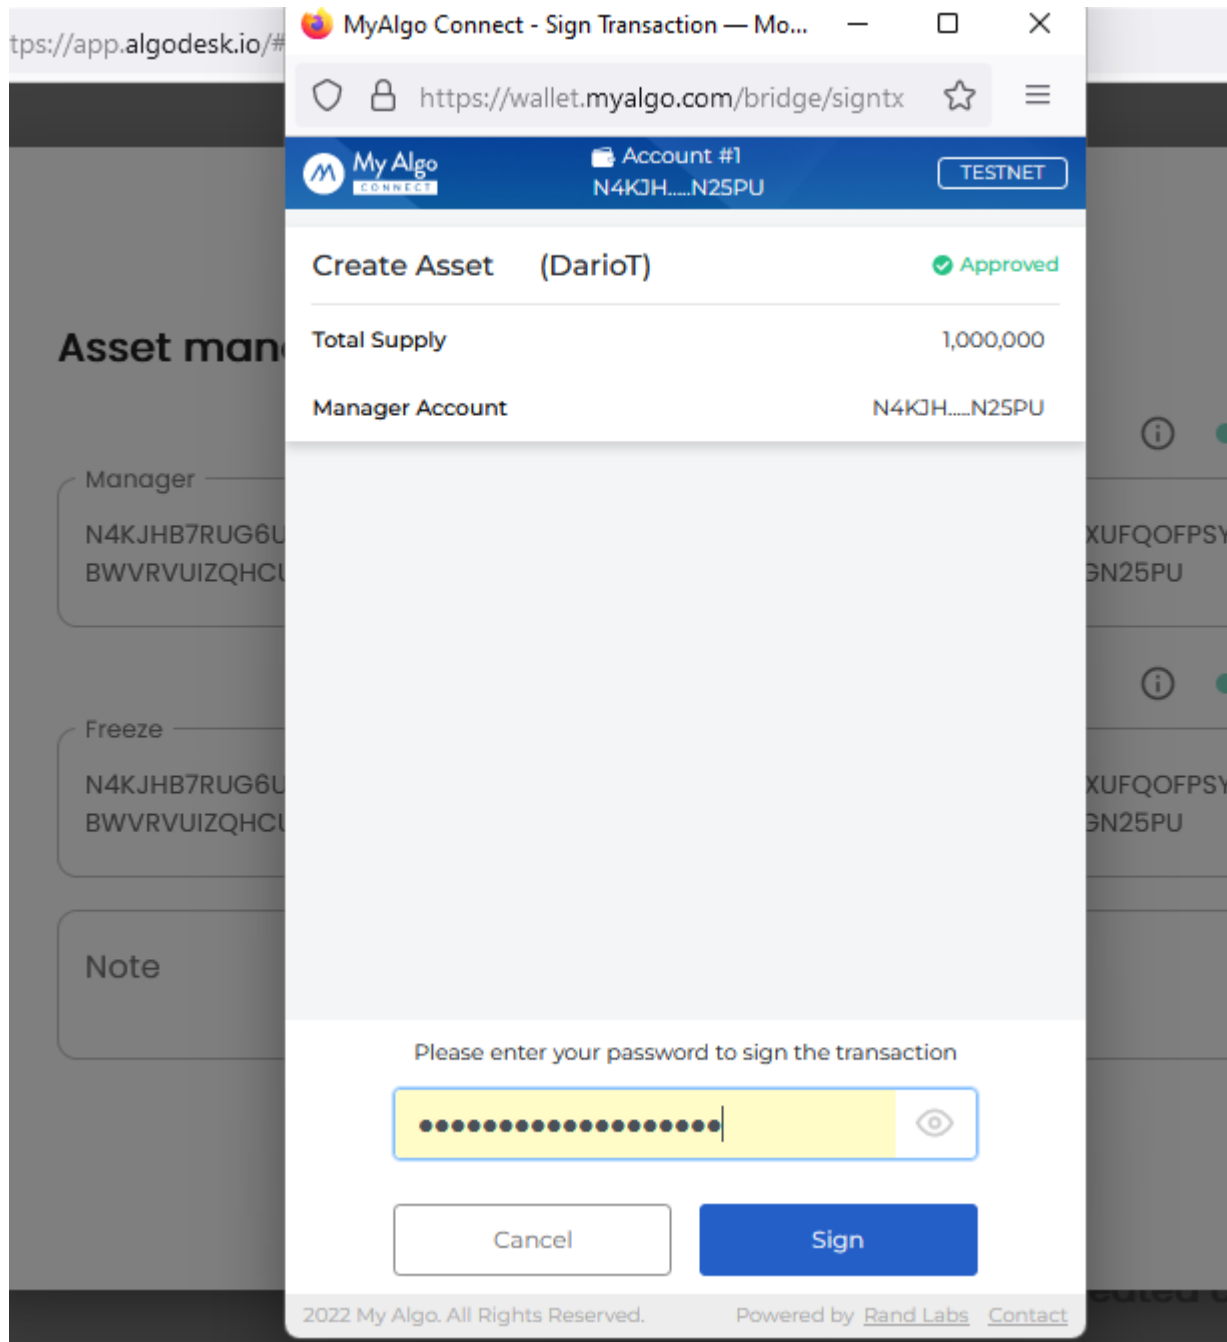 tps://app.algodesk.io/#
MyAlgo Connect - Sign Transaction — Mo...
https://wallet.myalgo.com/bridge/signtx
My Algo
CONNECT
Account #1
N4KJH.....N25PU
TESTNET
Create Asset (DarioT)
Approved
Total Supply 1,000,000
Manager Account N4KJH.....N25PU
Asset man
Manager
N4KJHB7RUG6U
BWVRVUIZQHCU
XUFQOFPSY
GN25PU
Freeze
N4KJHB7RUG6U
BWVRVUIZQHCU
XUFQOFPSY
GN25PU
Note
Please enter your password to sign the transaction
Cancel
Sign
2022 My Algo. All Rights Reserved.
Powered by Rand Labs Contact